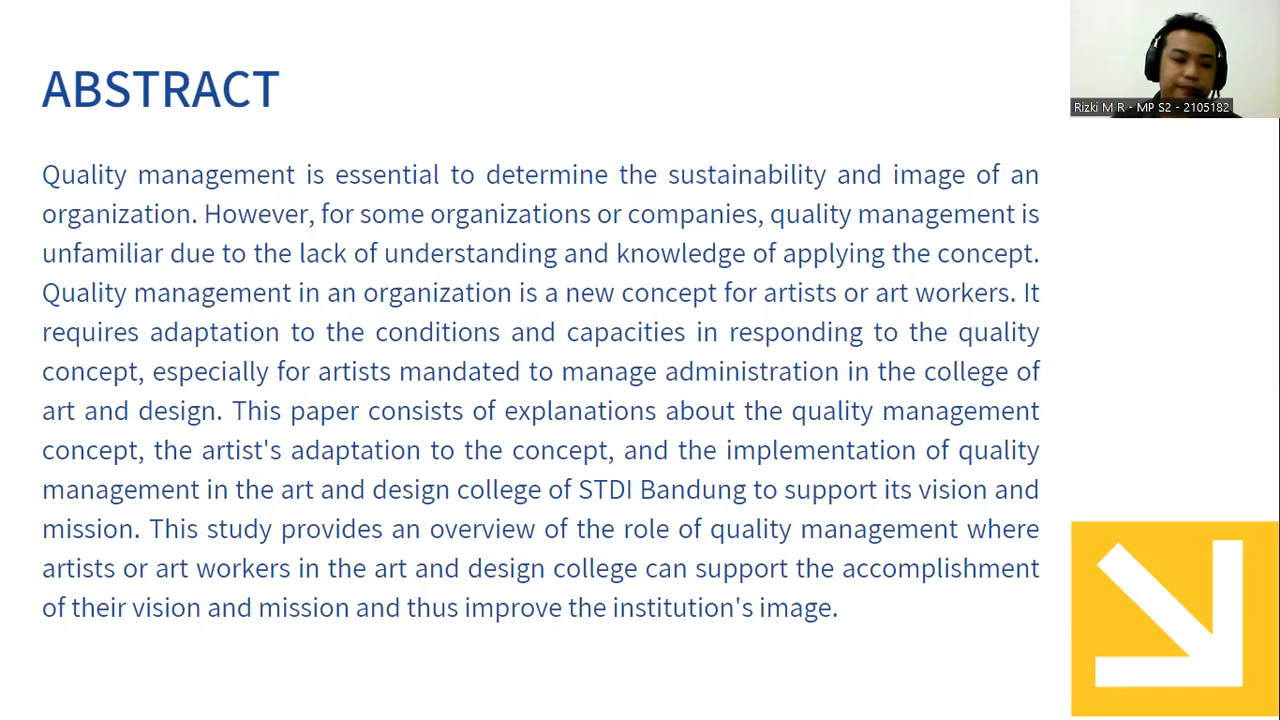 ABSTRACT
Rizki M R - MP S2 - 2105182
Quality management is essential to determine the sustainability and image of an
organization. However, for some organizations or companies, quality management is
unfamiliar due to the lack of understanding and knowledge of applying the concept.
Quality management in an organization is a new concept for artists or art workers. It
requires adaptation to the conditions and capacities in responding to the quality
concept, especially for artists mandated to manage administration in the college of
art and design. This paper consists of explanations about the quality management
concept, the artist's adaptation to the concept, and the implementation of quality
management in the art and design college of STDI Bandung to support its vision and
mission. This study provides an overview of the role of quality management where
artists or art workers in the art and design college can support the accomplishment
of their vision and mission and thus improve the institution's image.